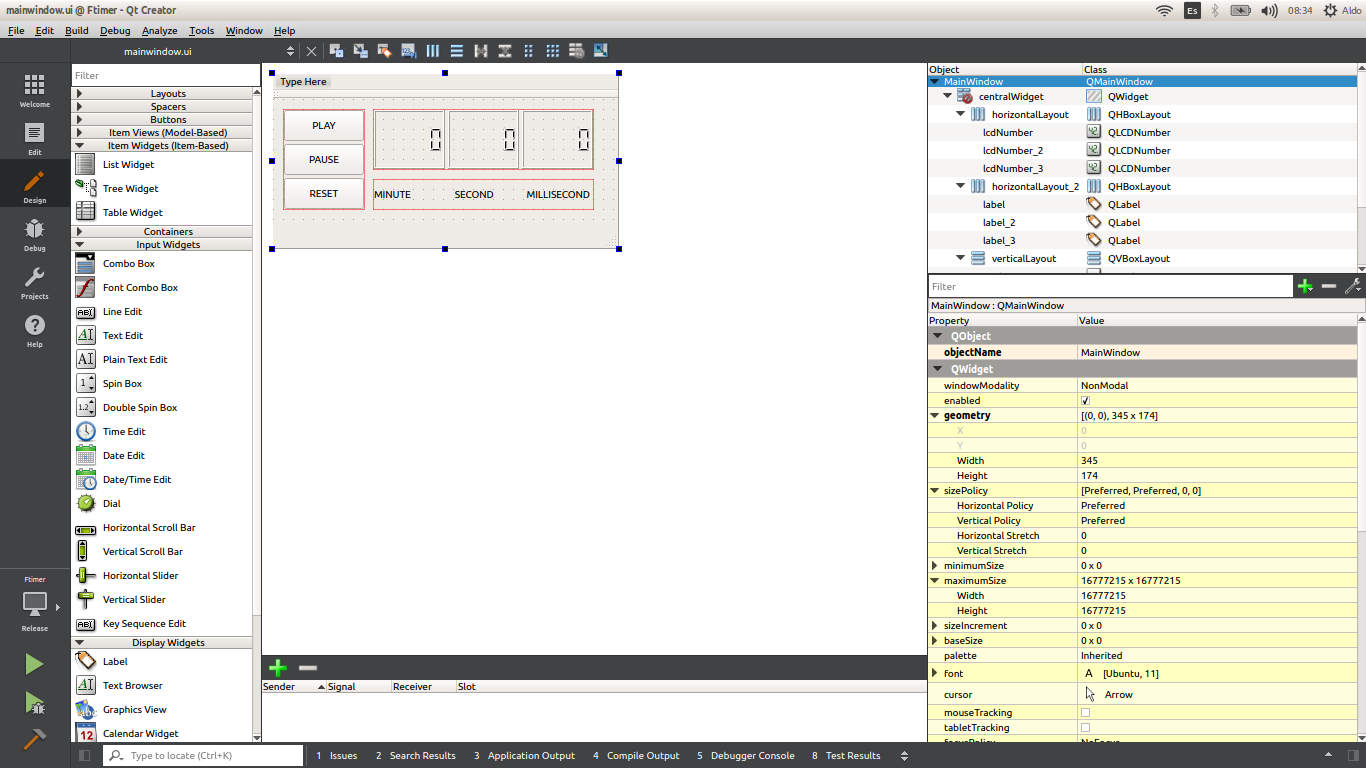 mainwindow.ui @ Ftimer - Qt Creator
Es
08:34
Aldo
File Edit Build Debug Analyze Tools Window Help
mainwindow.ui
Welcome
Edit
Design
Debug
Projects
Help
Ftimer
Release
Filter
Layouts
Spacers
Buttons
Item Views (Model-Based)
Item Widgets (Item-Based)
List Widget
Tree Widget
Table Widget
Containers
Input Widgets
Combo Box
Font Combo Box
Line Edit
Text Edit
Plain Text Edit
Spin Box
Double Spin Box
Time Edit
Date Edit
Date/Time Edit
Dial
Horizontal Scroll Bar
Vertical Scroll Bar
Horizontal Slider
Vertical Slider
Key Sequence Edit
Display Widgets
Label
Text Browser
Graphics View
Calendar Widget
Type Here
PLAY
PAUSE
RESET
0 0 0
MINUTE SECOND MILLISECOND
Sender Signal Receiver Slot
Object Class
MainWindow QMainWindow
centralWidget QWidget
horizontalLayout QHBoxLayout
lcdNumber QLCDNumber
lcdNumber_2 QLCDNumber
lcdNumber_3 QLCDNumber
horizontalLayout_2 QHBoxLayout
label QLabel
label_2 QLabel
label_3 QLabel
verticalLayout QVBoxLayout
Filter
MainWindow : QMainWindow
Property Value
QObject
objectName MainWindow
QWidget
windowModality NonModal
enabled
geometry [(0, 0), 345 x 174]
X 0
Y 0
Width 345
Height 174
sizePolicy [Preferred, Preferred, 0, 0]
Horizontal Policy Preferred
Vertical Policy Preferred
Horizontal Stretch 0
Vertical Stretch 0
minimumSize 0 x 0
maximumSize 16777215 x 16777215
Width 16777215
Height 16777215
sizeIncrement 0 x 0
baseSize 0 x 0
palette Inherited
font A [Ubuntu, 11]
cursor Arrow
mouseTracking
tabletTracking
focusPolicy NoFocus
Type to locate (Ctrl+K)
1 Issues 2 Search Results 3 Application Output 4 Compile Output 5 Debugger Console 8 Test Results